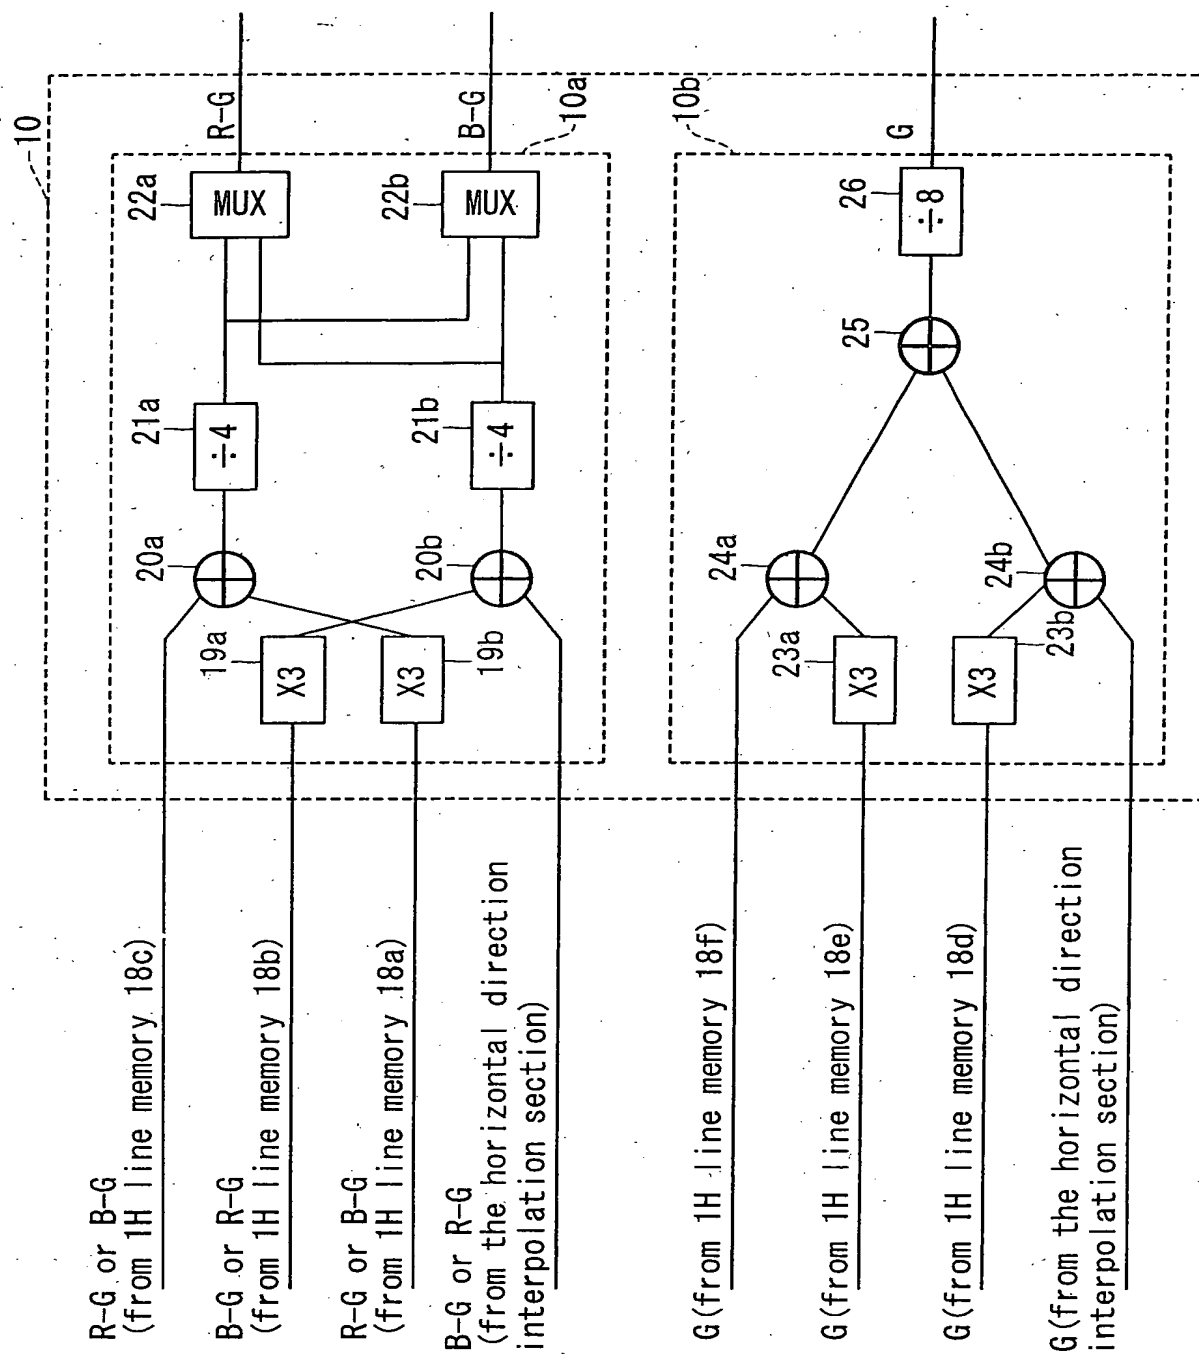 10
R-G or B-G
(from 1H line memory 18c)
B-G or R-G
(from 1H line memory 18b)
R-G or B-G
(from 1H line memory 18a)
B-G or R-G
(from the horizontal direction
interpolation section)
19a
X3
X3
19b
20a
20b
21a
÷4
21b
÷4
22a
MUX
22b
MUX
R-G
B-G
10a
G(from 1H line memory 18f)
G(from 1H line memory 18e)
G(from 1H line memory 18d)
G(from the horizontal direction
interpolation section)
23a
X3
X3
23b
24a
24b
25
26
÷8
G
10b